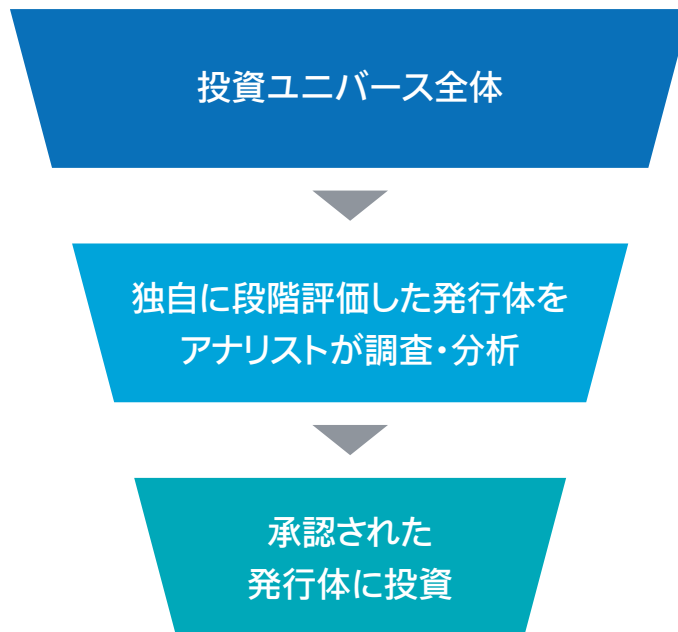 投資ユニバース全体
独自に段階評価した発行体を
アナリストが調査・分析
承認された
発行体に投資